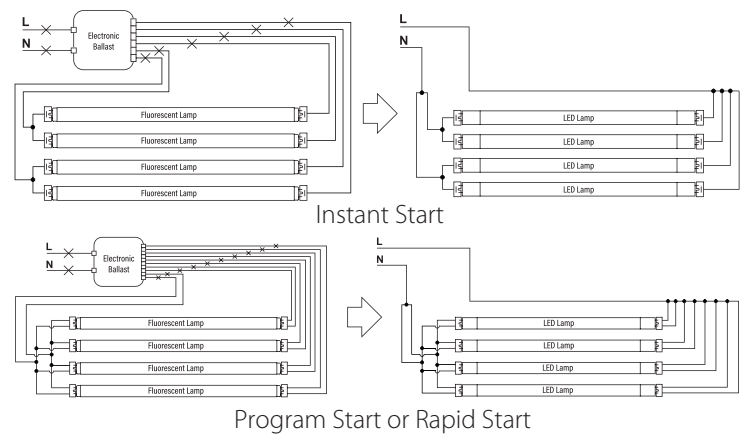 L
N
Electronic
Ballast
Fluorescent Lamp
Fluorescent Lamp
Fluorescent Lamp
Fluorescent Lamp
L
N
LED Lamp
LED Lamp
LED Lamp
LED Lamp
Instant Start
L
N
Electronic
Ballast
Fluorescent Lamp
Fluorescent Lamp
Fluorescent Lamp
Fluorescent Lamp
L
N
LED Lamp
LED Lamp
LED Lamp
LED Lamp
Program Start or Rapid Start